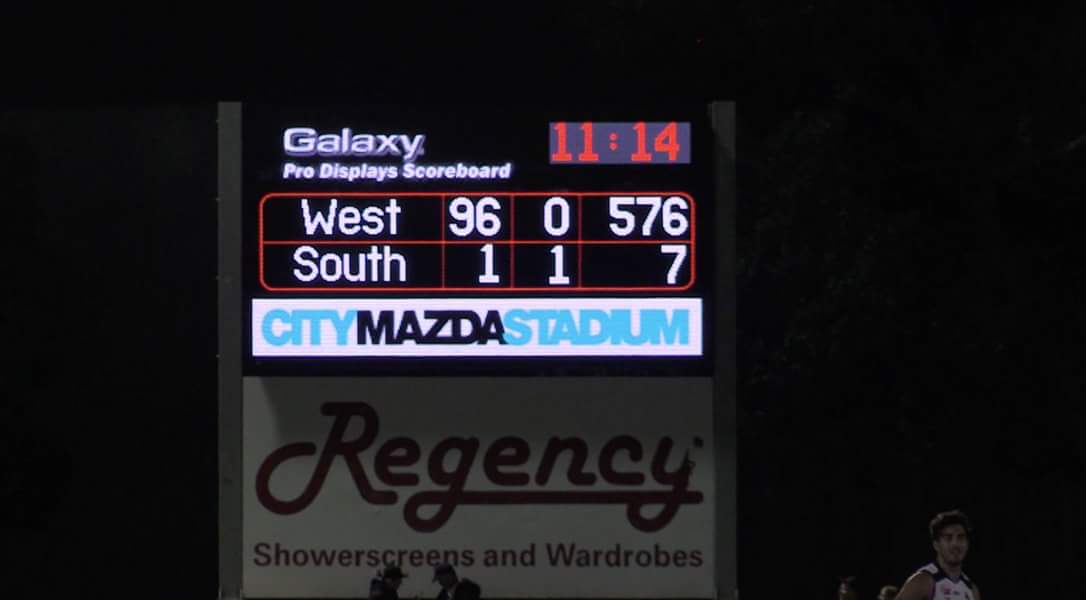 Galaxy
11:14
Pro Displays Scoreboard
West 96 0 576
South 1 1 7
CITYMAZDASTADIUM
Regency
Showerscreens and Wardrobes